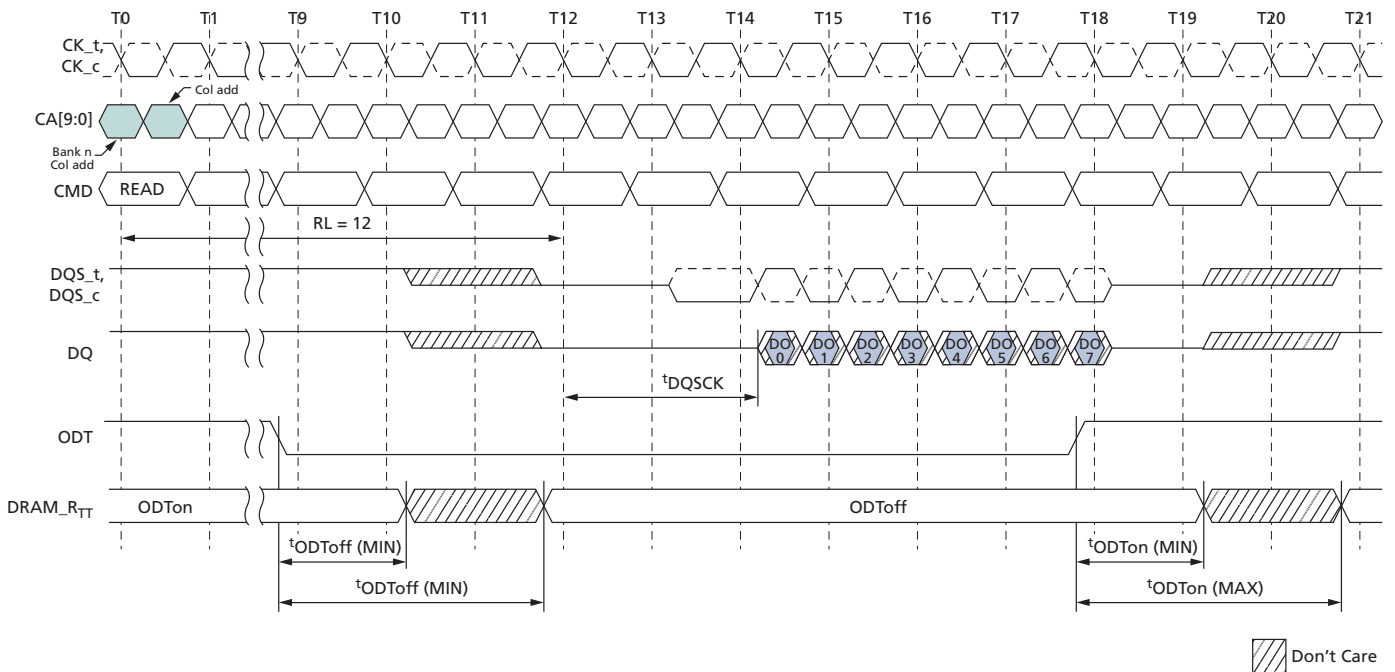 T0 T1 T9 T10 T11 T12 T13 T14 T15 T16 T17 T18 T19 T20 T21
CK_t,
CK_c
Col add
CA[9:0]
Bank n
Col add
CMD READ
RL = 12
DQS_t,
DQS_c
DQ DO 0 DO 1 DO 2 DO 3 DO 4 DO 5 DO 6 DO 7
tDQSCK
ODT
DRAM_RTT ODTon ODToff
tODToff (MIN) tODTon (MIN)
tODToff (MIN) tODTon (MAX)
Don't Care